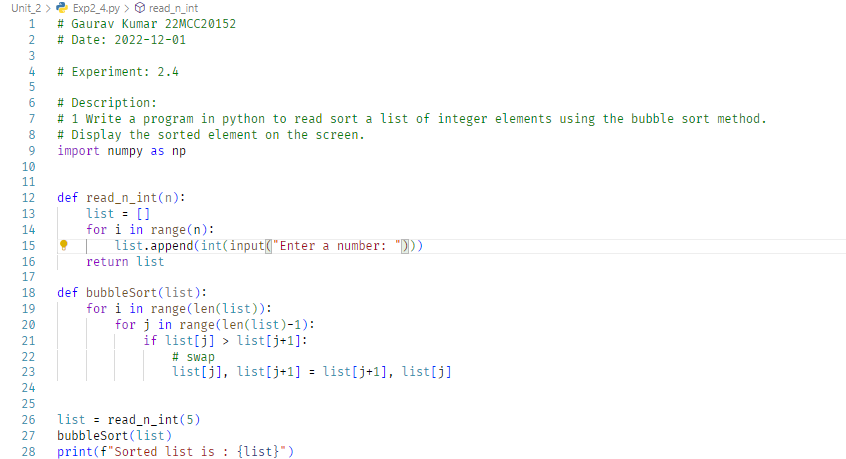 Unit_2 > Exp2_4.py > read_n_int
1 # Gaurav Kumar 22MCC20152
2 # Date: 2022-12-01
3
4 # Experiment: 2.4
5
6 # Description:
7 # 1 Write a program in python to read sort a list of integer elements using the bubble sort method.
8 # Display the sorted element on the screen.
9 import numpy as np
10
11
12 def read_n_int(n):
13     list = []
14     for i in range(n):
15         list.append(int(input("Enter a number: ")))
16     return list
17
18 def bubbleSort(list):
19     for i in range(len(list)):
20         for j in range(len(list)-1):
21             if list[j] > list[j+1]:
22                 # swap
23                 list[j], list[j+1] = list[j+1], list[j]
24
25
26 list = read_n_int(5)
27 bubbleSort(list)
28 print(f"Sorted list is : {list}")